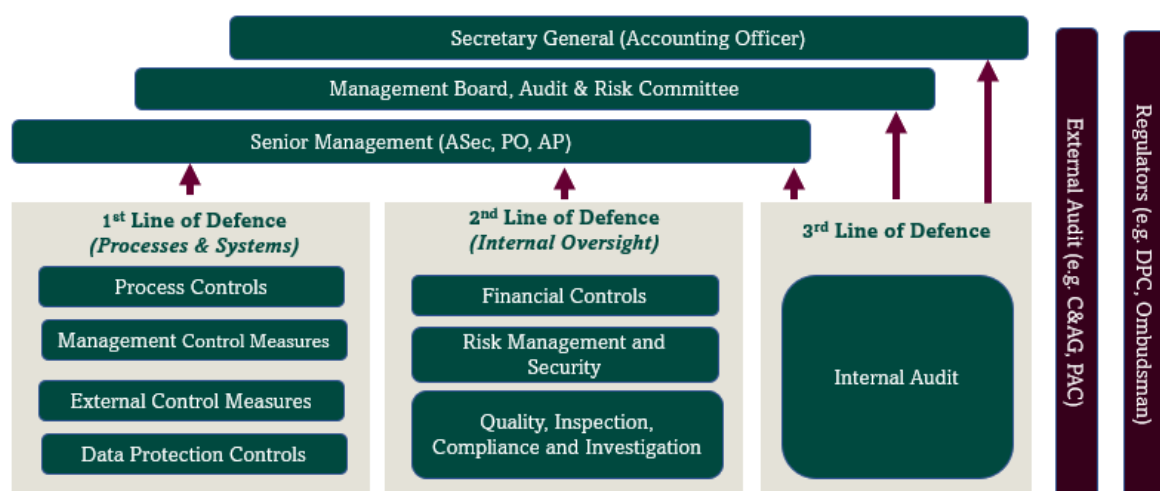 Secretary General (Accounting Officer)
Management Board, Audit & Risk Committee
Senior Management (ASec, PO, AP)
1st Line of Defence
(Processes & Systems)
Process Controls
Management Control Measures
External Control Measures
Data Protection Controls
2nd Line of Defence
(Internal Oversight)
Financial Controls
Risk Management and
Security
Quality, Inspection,
Compliance and Investigation
3rd Line of Defence
Internal Audit
External Audit (e.g. C&AG, PAC)
Regulators (e.g. DPC, Ombudsman)